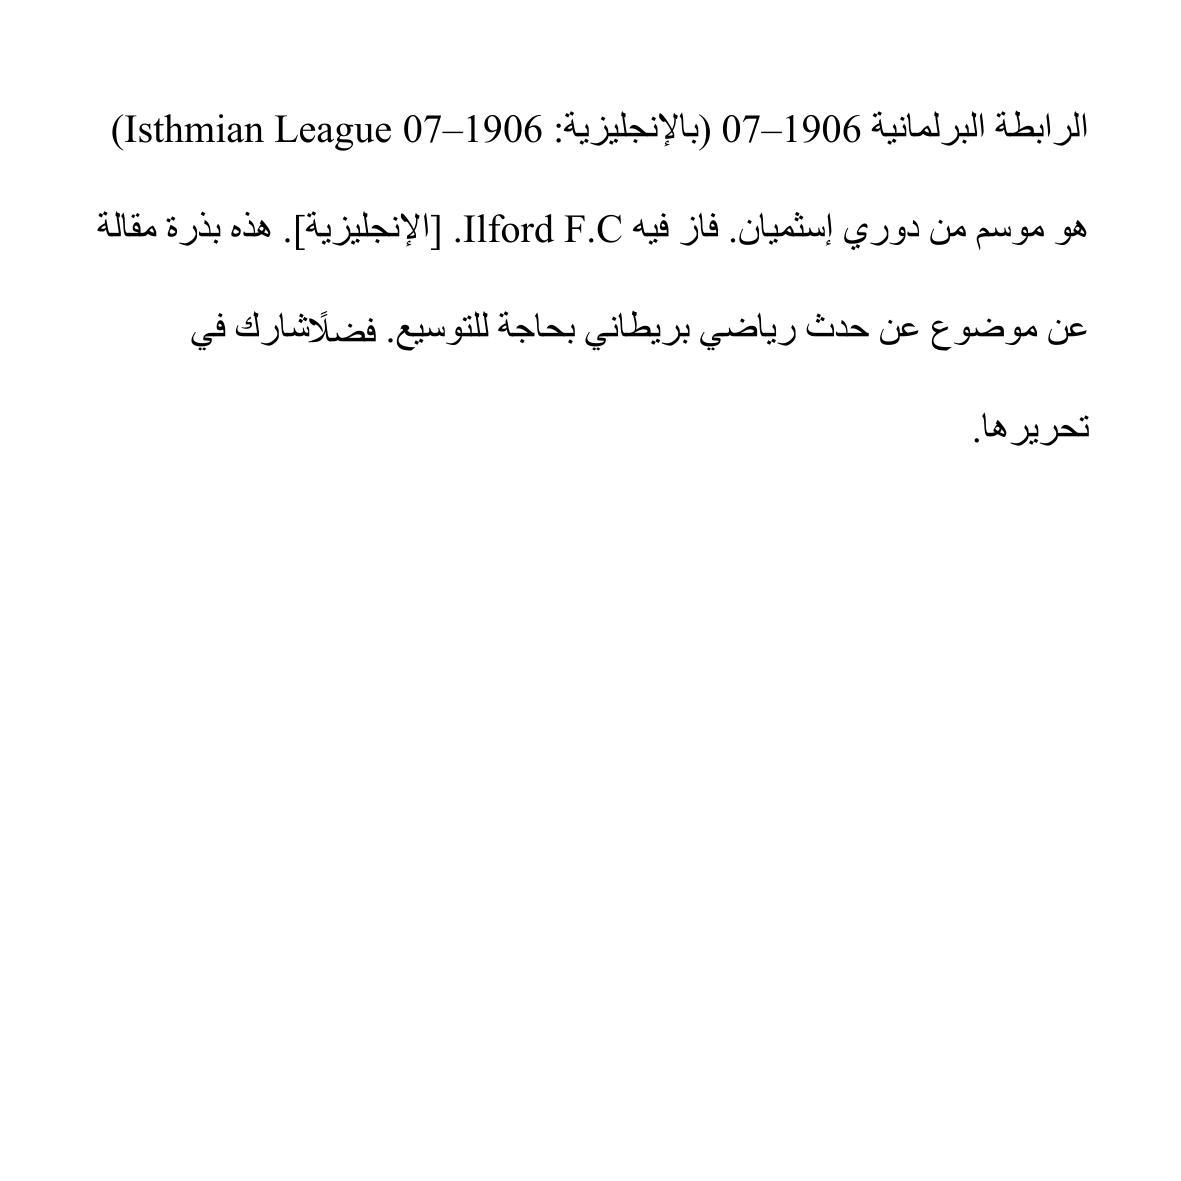 الرابطة البرلمانية 1906–07 (بالإنجليزية: Isthmian League 07–1906)
هو موسم من دوري إسثميان. فاز فيه Ilford F.C. [الإنجليزية]. هذه بذرة مقالة
عن موضوع عن حدث رياضي بريطاني بحاجة للتوسيع. فضلًاشارك في
تحريرها.